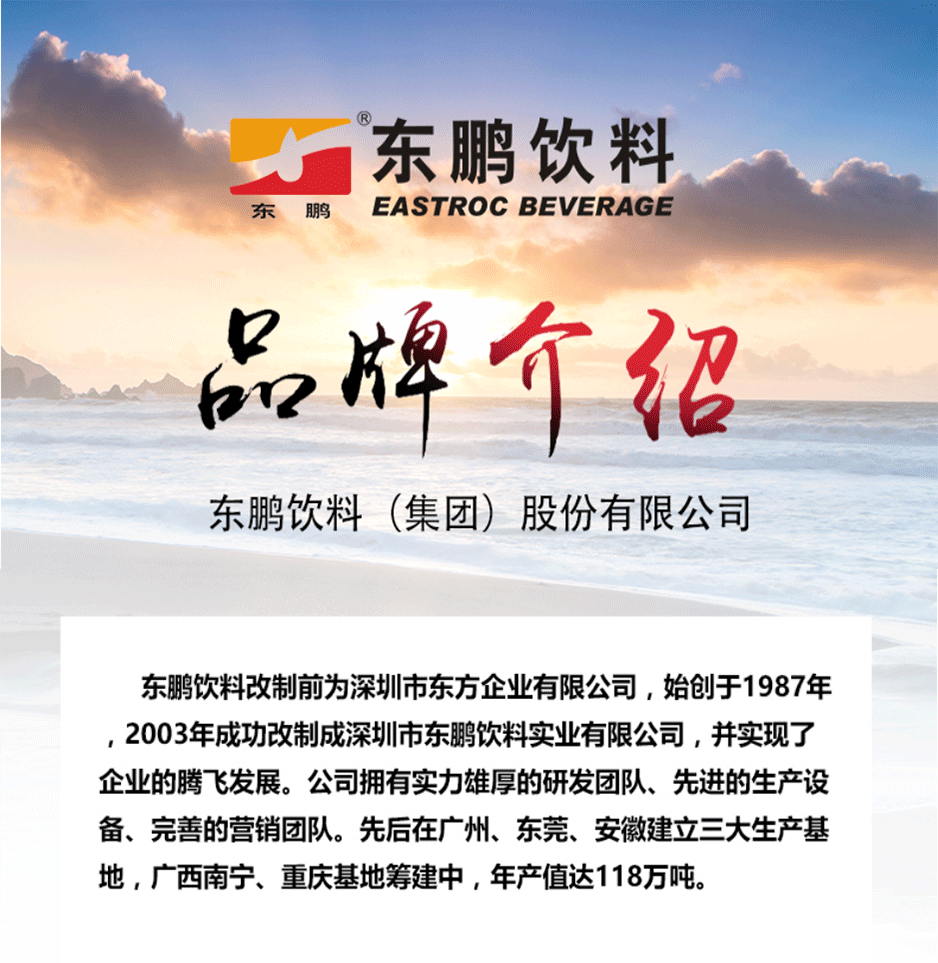 ®
东鹏饮料
东 鹏
EASTROC BEVERAGE
品牌介绍
东鹏饮料（集团）股份有限公司
东鹏饮料改制前为深圳市东方企业有限公司，始创于1987年
，2003年成功改制成深圳市东鹏饮料实业有限公司，并实现了
企业的腾飞发展。公司拥有实力雄厚的研发团队、先进的生产设
备、完善的营销团队。先后在广州、东莞、安徽建立三大生产基
地，广西南宁、重庆基地筹建中，年产值达118万吨。